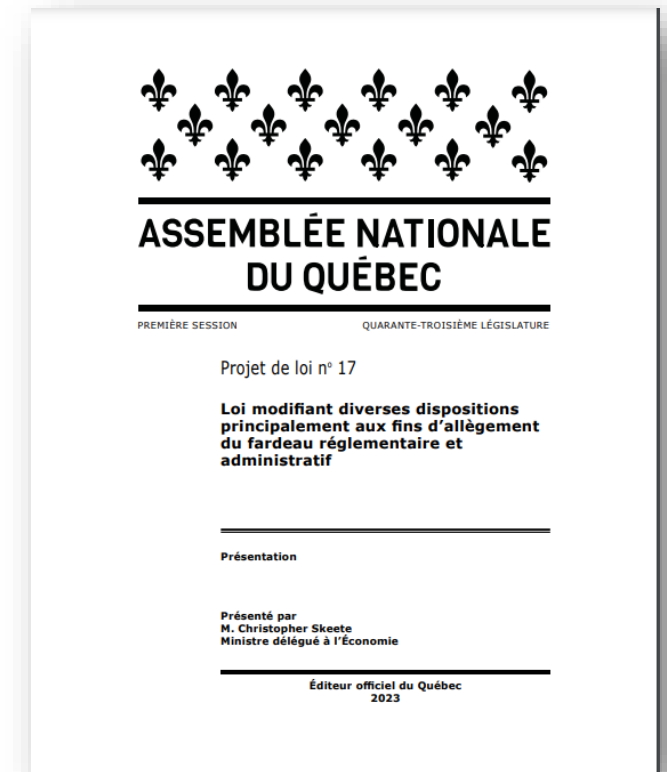 ASSEMBLÉE NATIONALE
DU QUÉBEC
PREMIÈRE SESSION QUARANTE-TROISIÈME LÉGISLATURE
Projet de loi nº 17
Loi modifiant diverses dispositions
principalement aux fins d’allègement
du fardeau réglementaire et
administratif
Présentation
Présenté par
M. Christopher Skeete
Ministre délégué à l’Économie
Éditeur officiel du Québec
2023